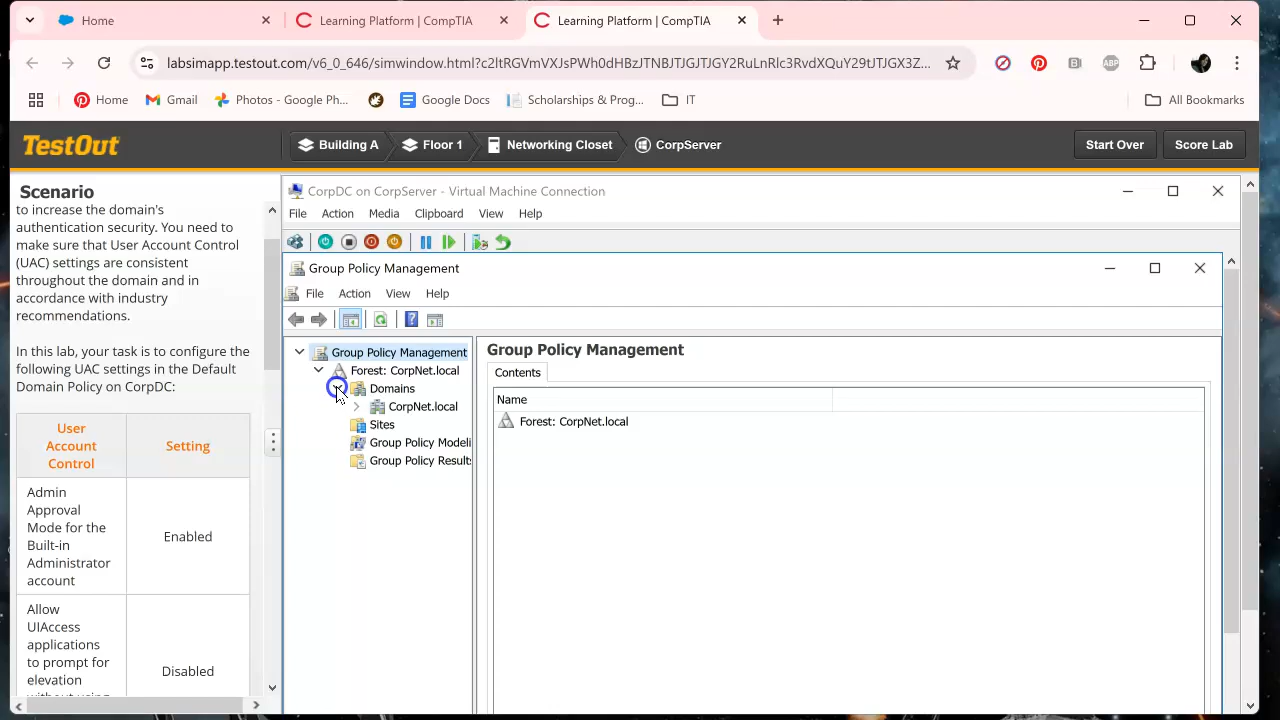 Home
Learning Platform | CompTIA
Learning Platform | CompTIA
labsimapp.testout.com/v6_0_646/simwindow.html?c2ltRGVmVXJsPWh0dHBzJTNBJTJGJTJGY2RuLnRlc3RvdXQuY29tJTJGX3Z...
Home
Gmail
Photos - Google Ph...
Google Docs
Scholarships & Prog...
IT
All Bookmarks
TestOut
Building A
Floor 1
Networking Closet
CorpServer
Start Over
Score Lab
Scenario
to increase the domain's
authentication security. You need to
make sure that User Account Control
(UAC) settings are consistent
throughout the domain and in
accordance with industry
recommendations.
In this lab, your task is to configure the
following UAC settings in the Default
Domain Policy on CorpDC:
User
Account
Control
Setting
Admin
Approval
Mode for the
Built-in
Administrator
account
Enabled
Allow
UIAccess
applications
to prompt for
elevation
without using
Disabled
CorpDC on CorpServer - Virtual Machine Connection
File
Action
Media
Clipboard
View
Help
Group Policy Management
File
Action
View
Help
Group Policy Management
Forest: CorpNet.local
Domains
CorpNet.local
Sites
Group Policy Modeli
Group Policy Result:
Group Policy Management
Contents
Name
Forest: CorpNet.local
ABP